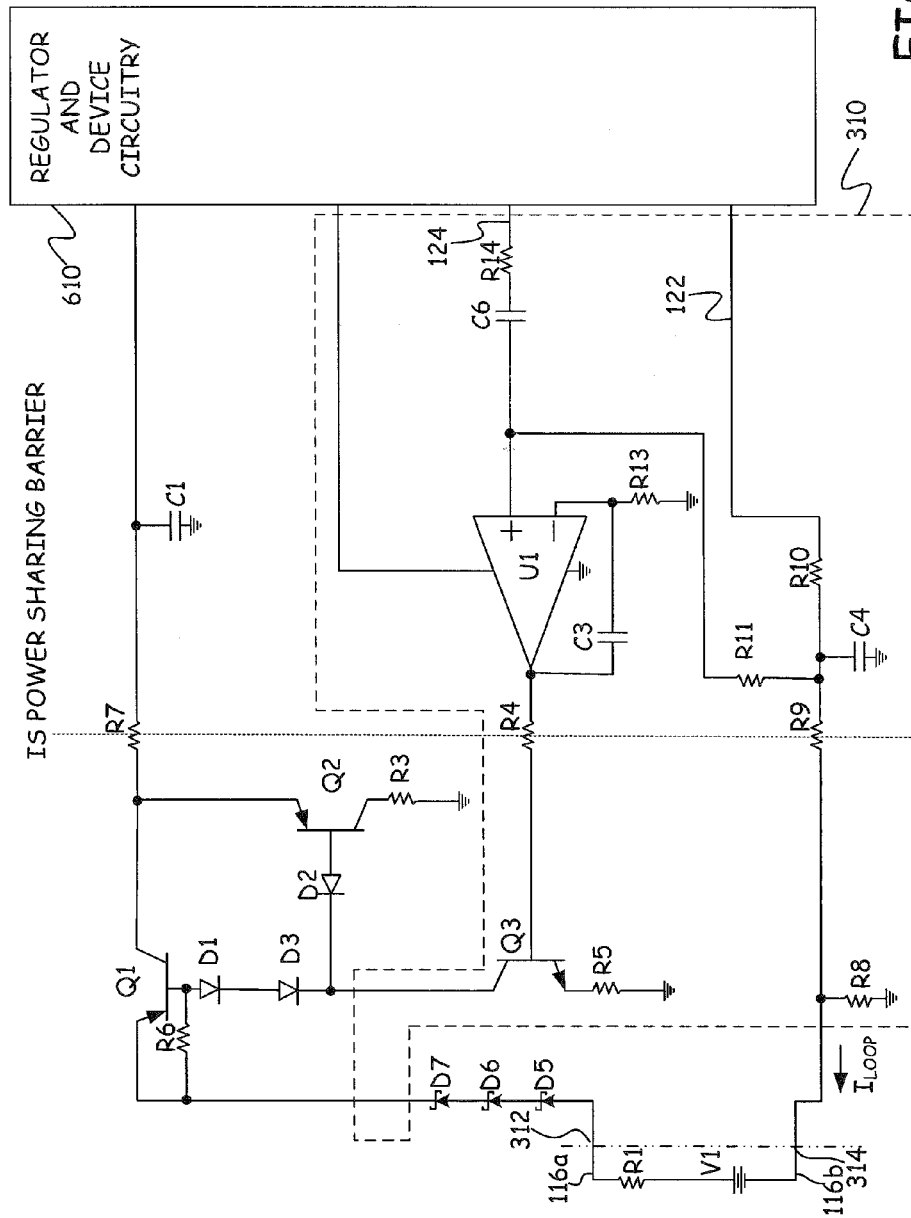 REGULATOR
AND
DEVICE
CIRCUITRY
610
IS POWER SHARING BARRIER
310
C1
R7
124
R14
C6
122
R13
U1
+
−
C3
R10
R11
C4
R4
R9
Q2
R3
D2
Q1
D1
D3
R6
Q3
R5
R8
I LOOP
D7
D6
D5
312
116a
R1
V1
116b
314